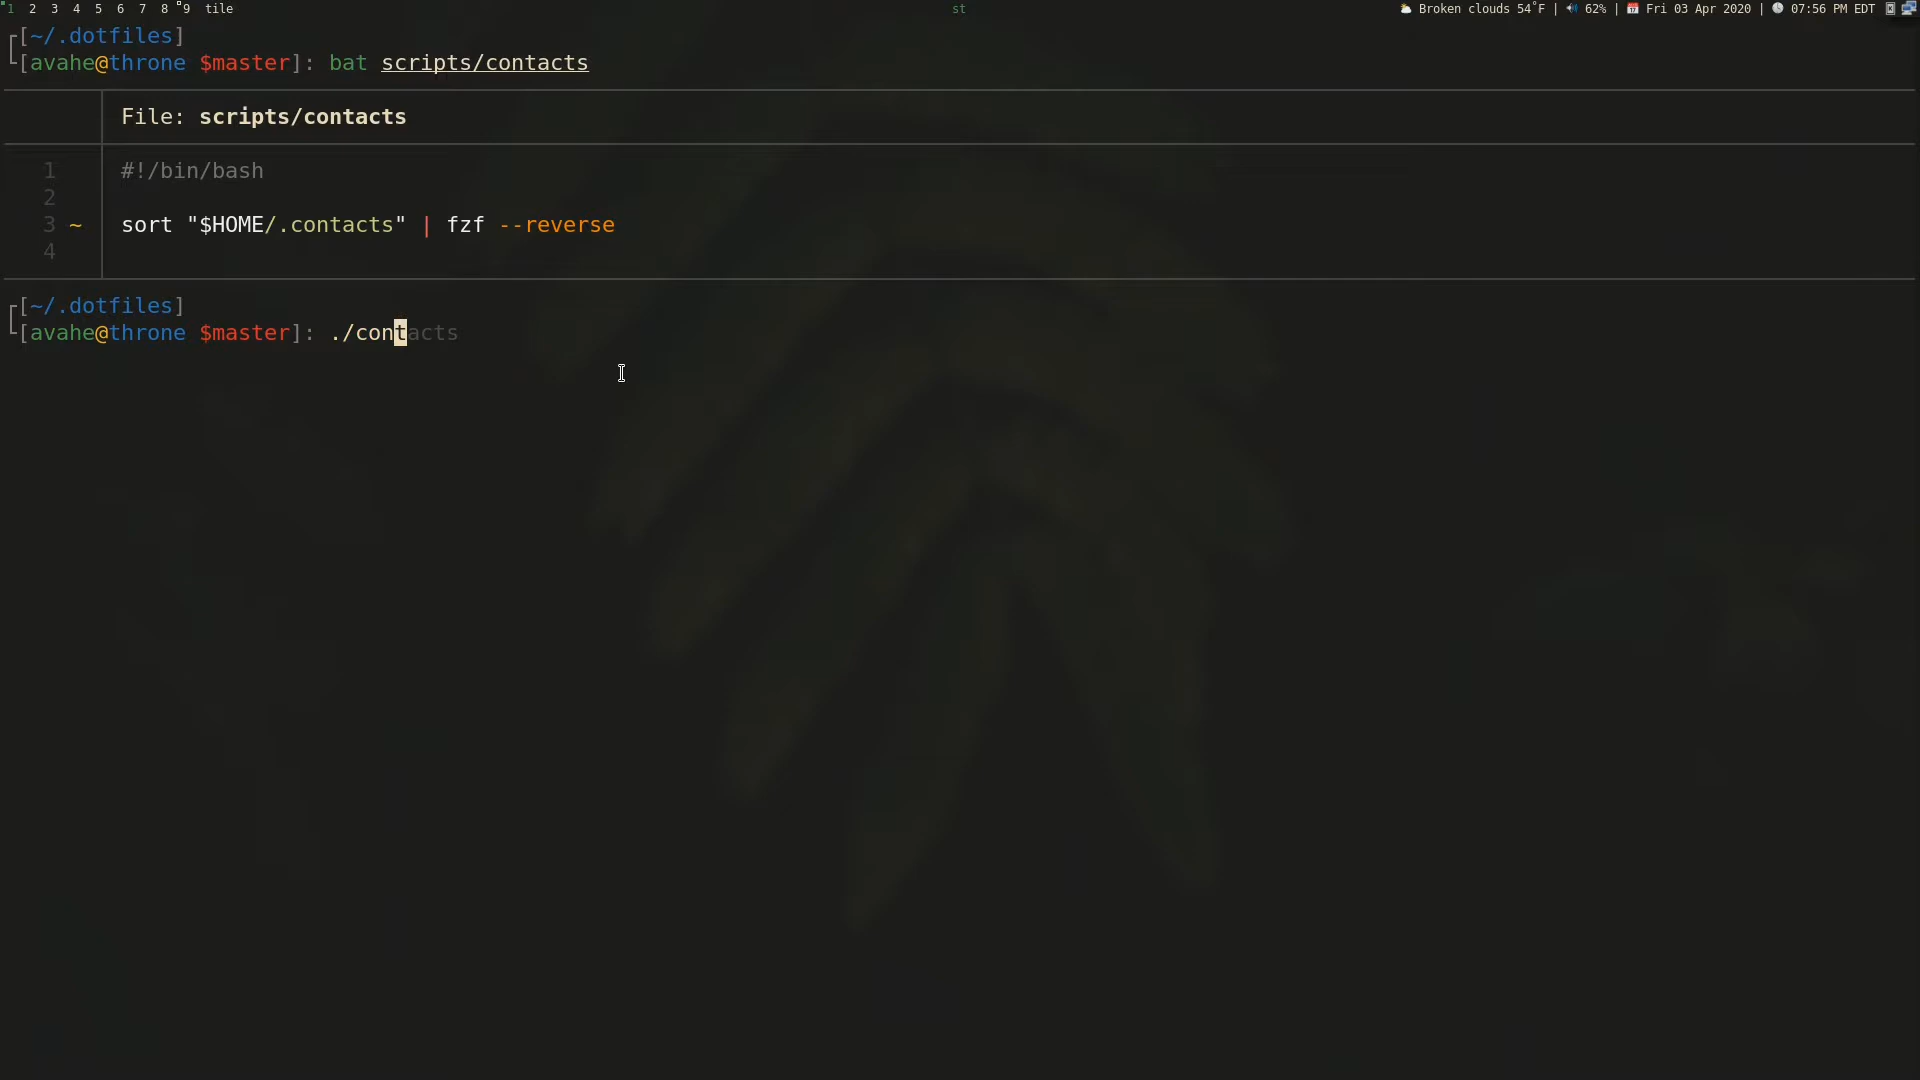 1 2 3 4 5 6 7 8 9 tile st Broken clouds 54°F | 62% | Fri 03 Apr 2020 | 07:56 PM EDT
[~/.dotfiles]
[avahe@throne $master]: bat scripts/contacts
File: scripts/contacts
1 #!/bin/bash
2
3 ~ sort "$HOME/.contacts" | fzf --reverse
4
[~/.dotfiles]
[avahe@throne $master]: ./contacts